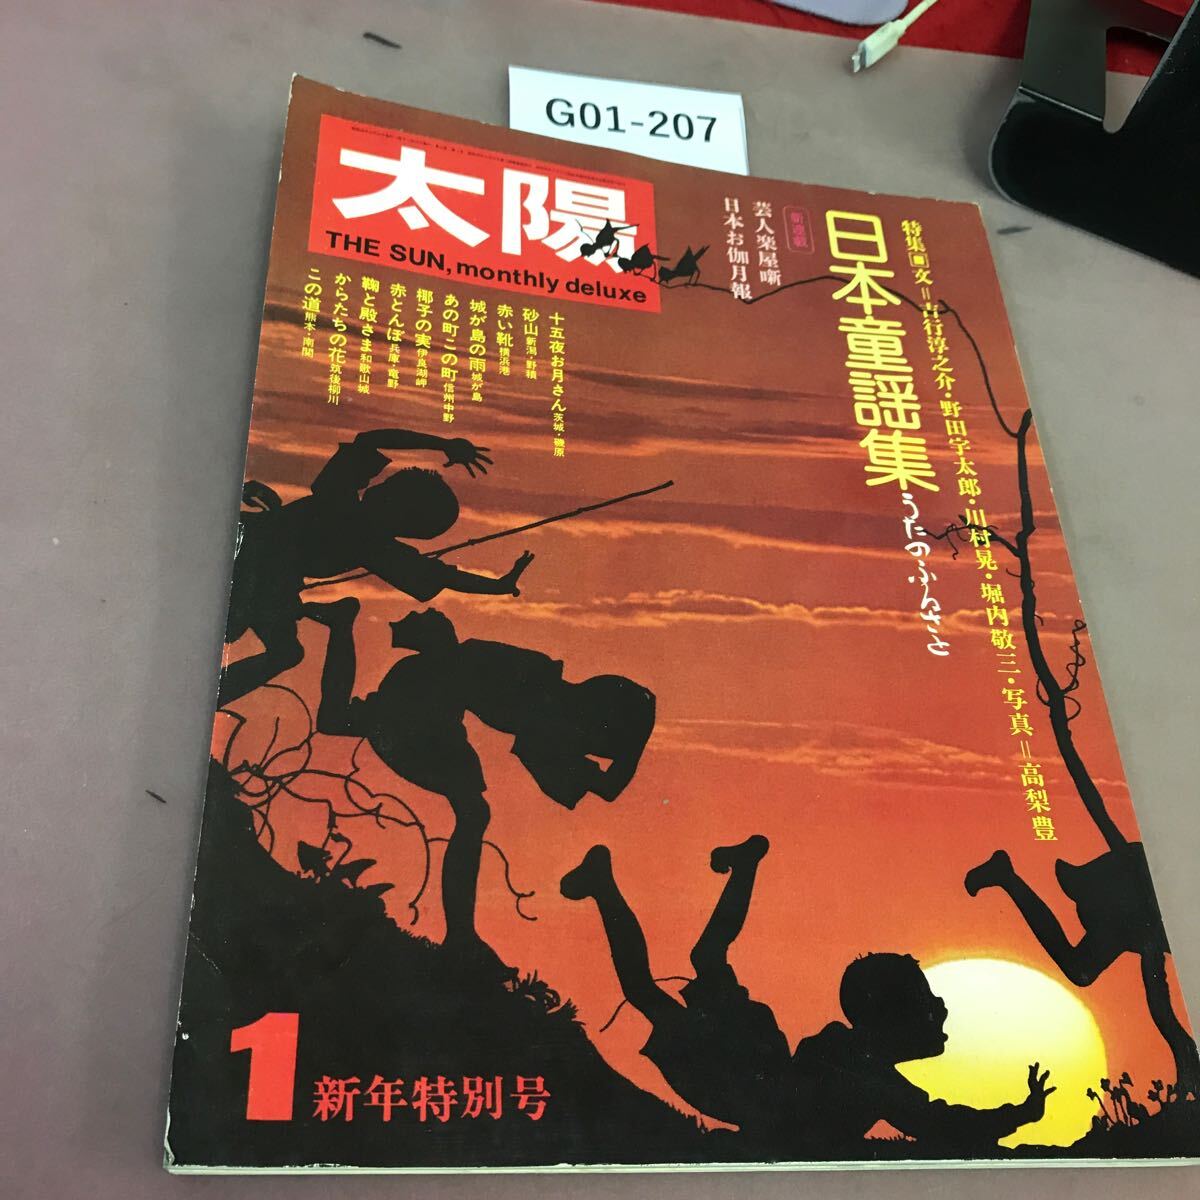 G01-207
太陽
THE SUN, monthly deluxe
特集 文=吉行淳之介・野田宇太郎・川村晃・堀内敬三・写真=高梨豊
日本童謡集
うたのふるさと
新連載
芸人楽屋噺
日本お伽月報
十五夜お月さん 茨城・磯原
砂山 新潟・野積
赤い靴 横浜港
城が島の雨 城が島
あの町この町 信州中野
椰子の実 伊良湖岬
赤とんぼ 兵庫・竜野
鞠と殿さま 和歌山城
からたちの花 筑後柳川
この道 熊本・南関
1
新年特別号